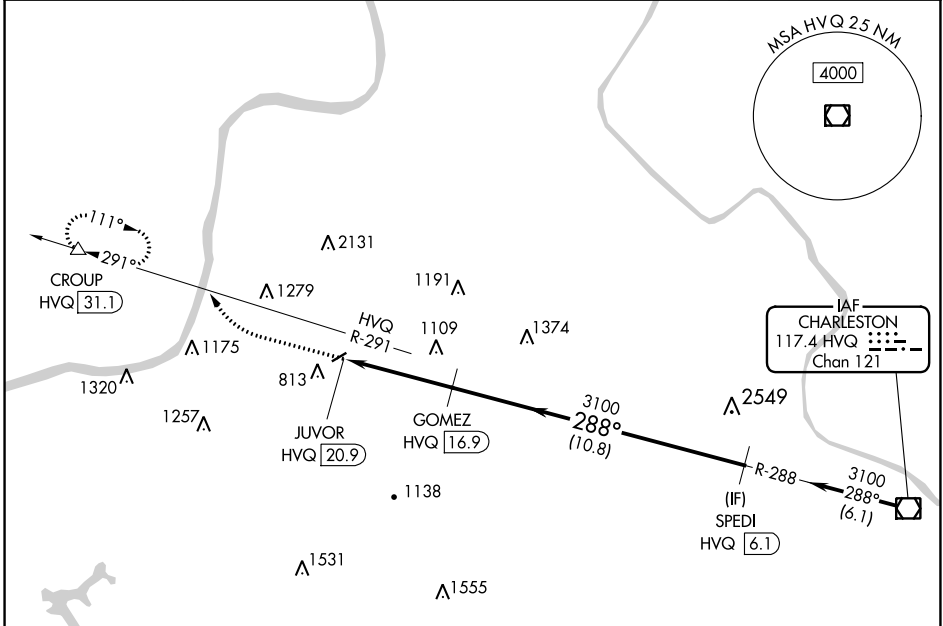 MSA HVQ 25 NM
4000
111°
291°
CROUP
HVQ 31.1
2131
1279
1191
HVQ
R-291
1109
1374
1175
1320
813
1257
JUVOR
HVQ 20.9
GOMEZ
HVQ 16.9
3100
288°
(10.8)
2549
IAF
CHARLESTON
117.4 HVQ
Chan 121
R-288
3100
288°
(6.1)
(IF)
SPEDI
HVQ 6.1
1138
1531
1555